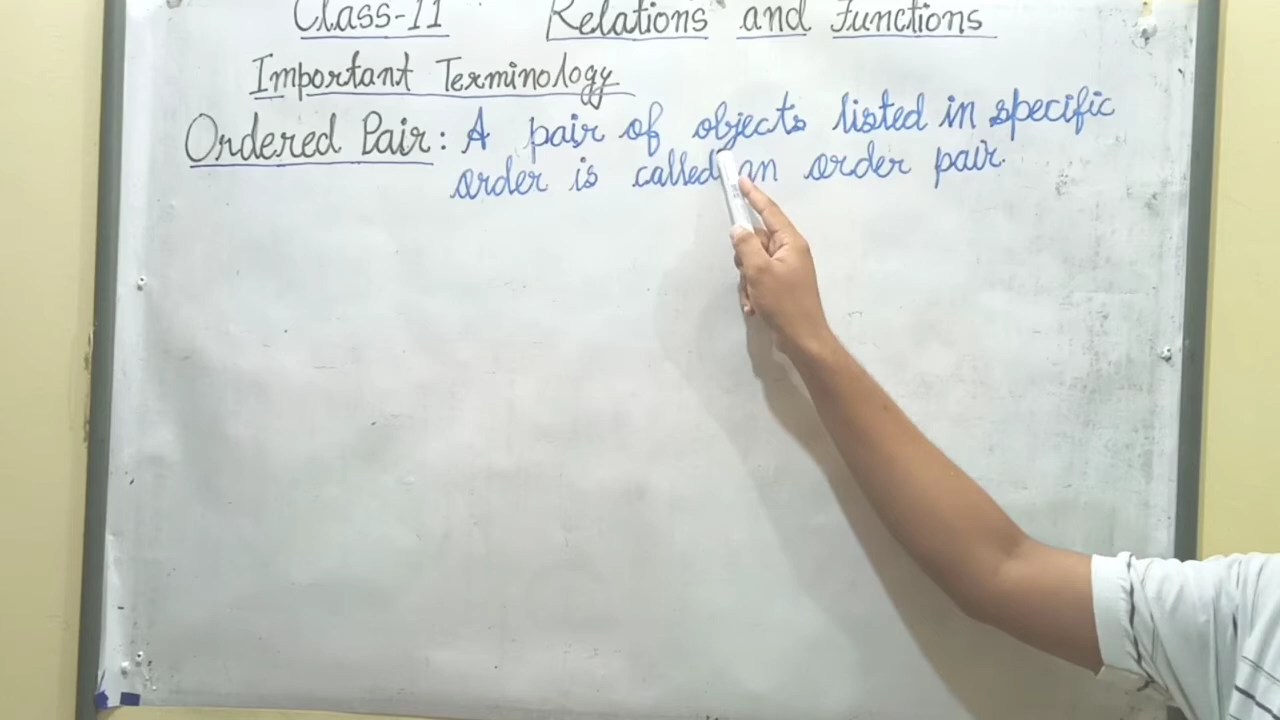 Class-11 Relations and Functions
Important Terminology
Ordered Pair: A pair of objects listed in specific
order is called an order pair.